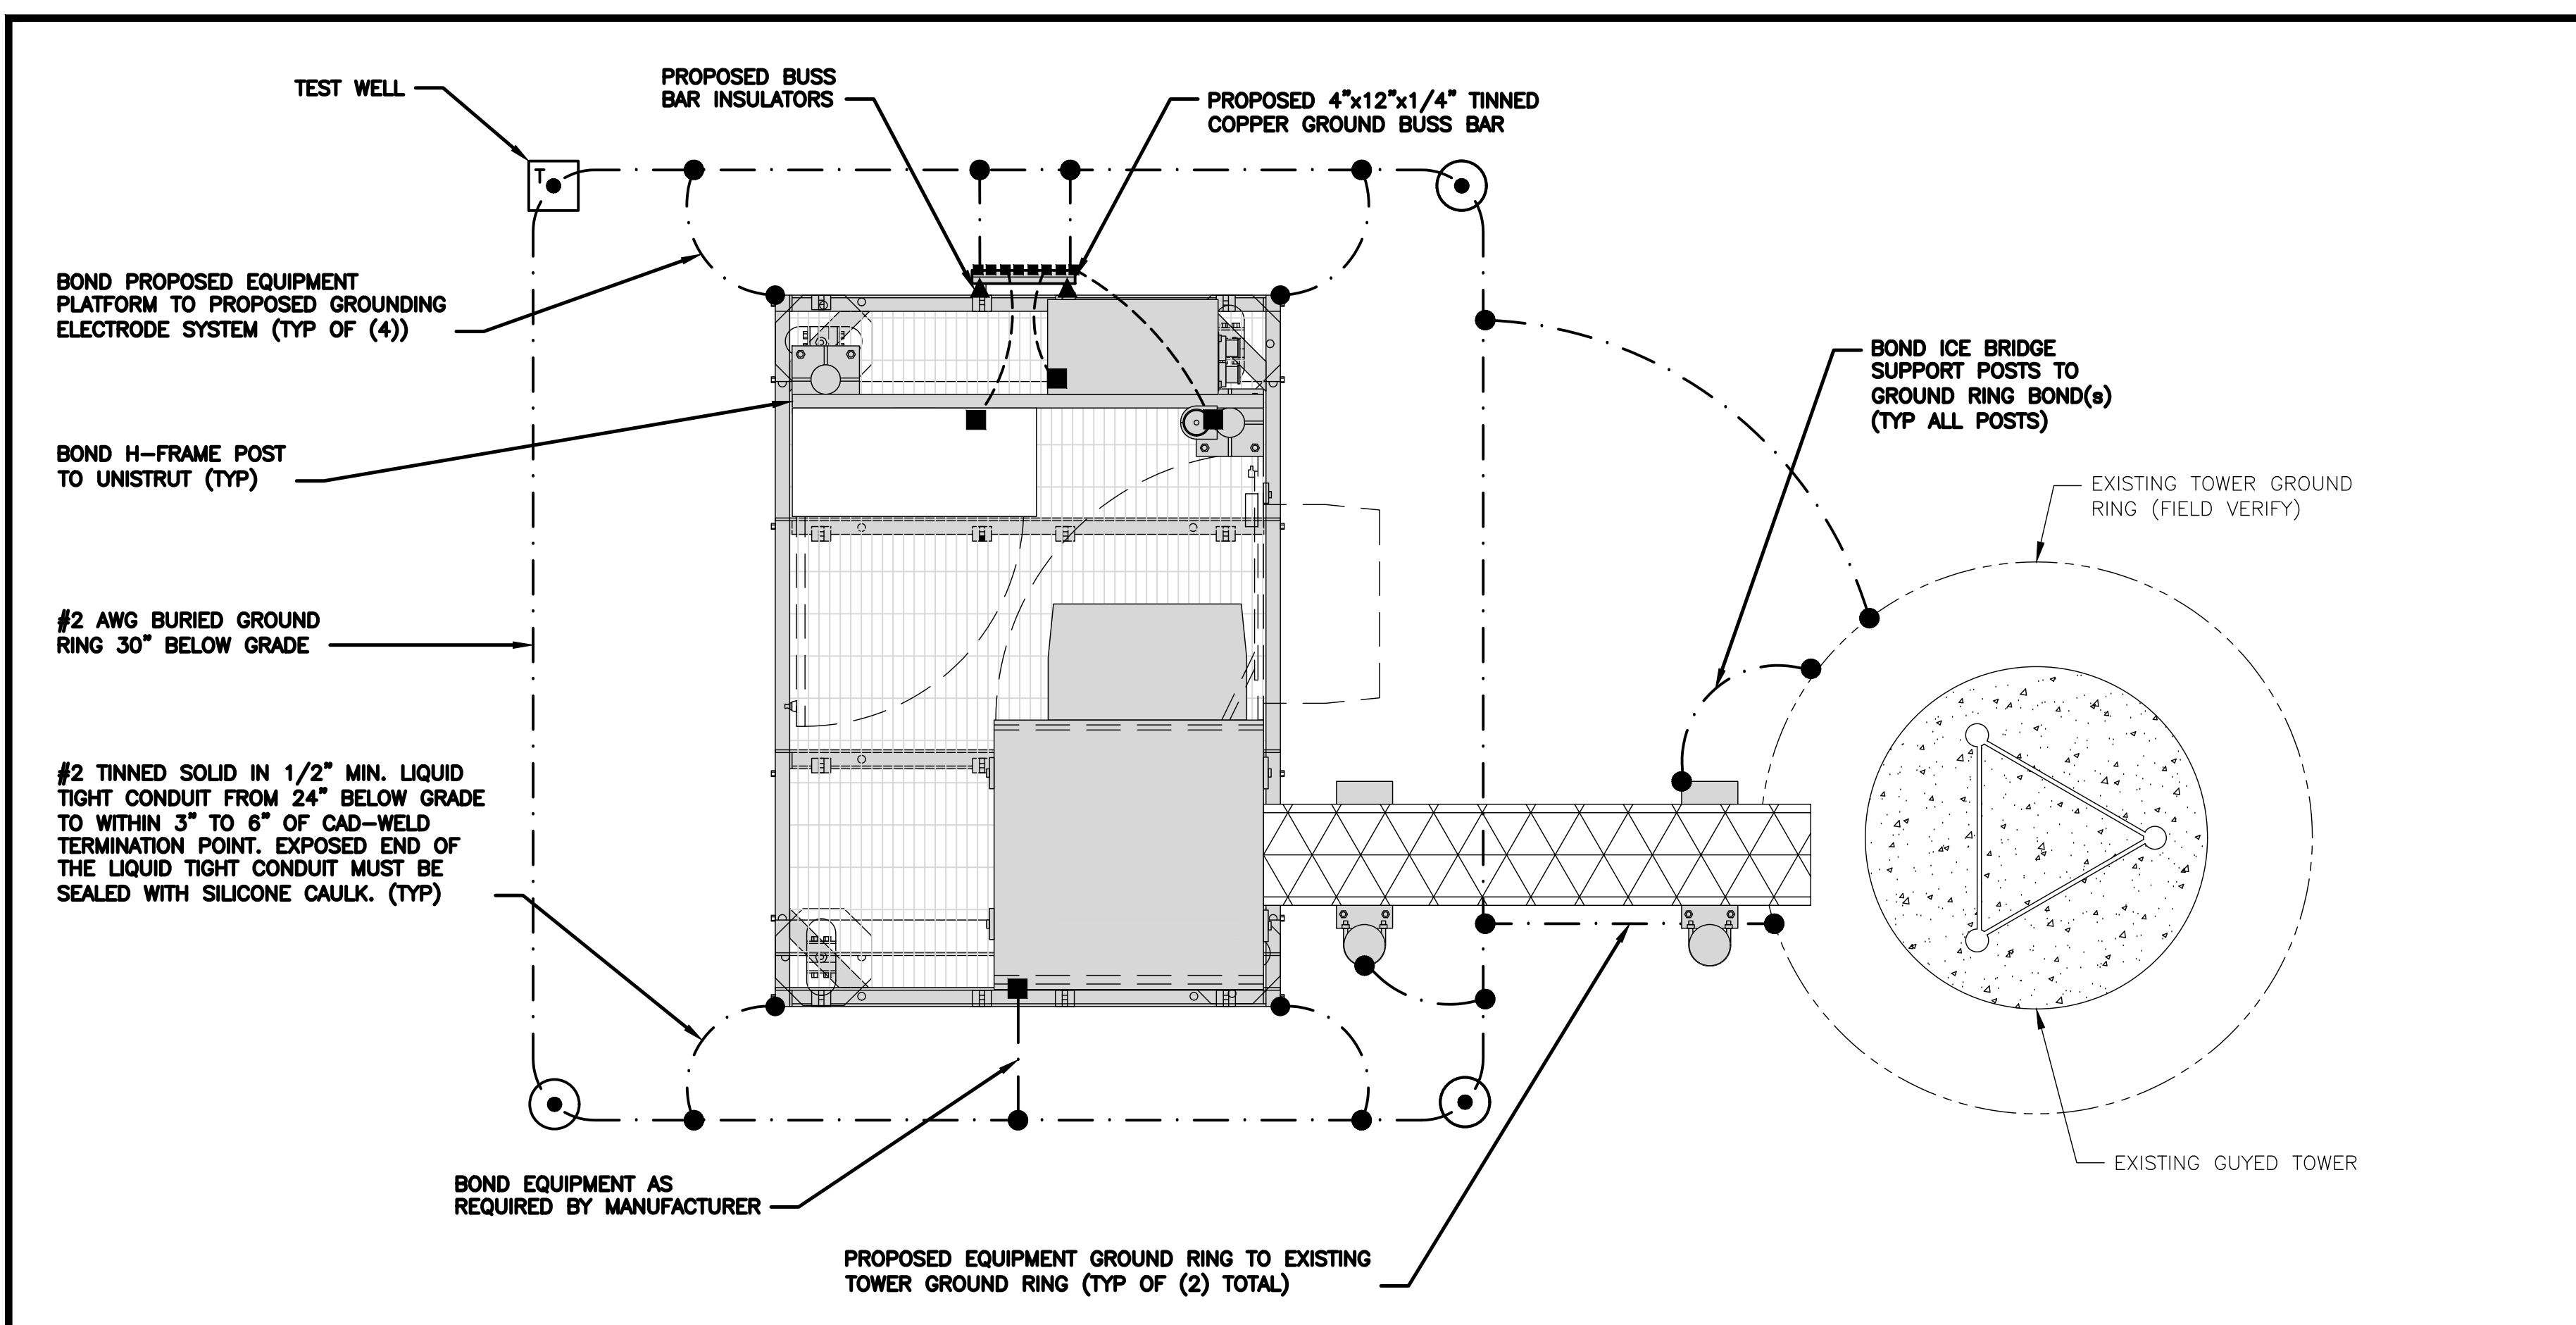 TEST WELL
PROPOSED BUSS
BAR INSULATORS
PROPOSED 4"x12"x1/4" TINNED
COPPER GROUND BUSS BAR
T
BOND PROPOSED EQUIPMENT
PLATFORM TO PROPOSED GROUNDING
ELECTRODE SYSTEM (TYP OF (4))
BOND ICE BRIDGE
SUPPORT POSTS TO
GROUND RING BOND(s)
(TYP ALL POSTS)
BOND H-FRAME POST
TO UNISTRUT (TYP)
EXISTING TOWER GROUND
RING (FIELD VERIFY)
#2 AWG BURIED GROUND
RING 30" BELOW GRADE
#2 TINNED SOLID IN 1/2" MIN. LIQUID
TIGHT CONDUIT FROM 24" BELOW GRADE
TO WITHIN 3" TO 6" OF CAD-WELD
TERMINATION POINT. EXPOSED END OF
THE LIQUID TIGHT CONDUIT MUST BE
SEALED WITH SILICONE CAULK. (TYP)
EXISTING GUYED TOWER
BOND EQUIPMENT AS
REQUIRED BY MANUFACTURER
PROPOSED EQUIPMENT GROUND RING TO EXISTING
TOWER GROUND RING (TYP OF (2) TOTAL)